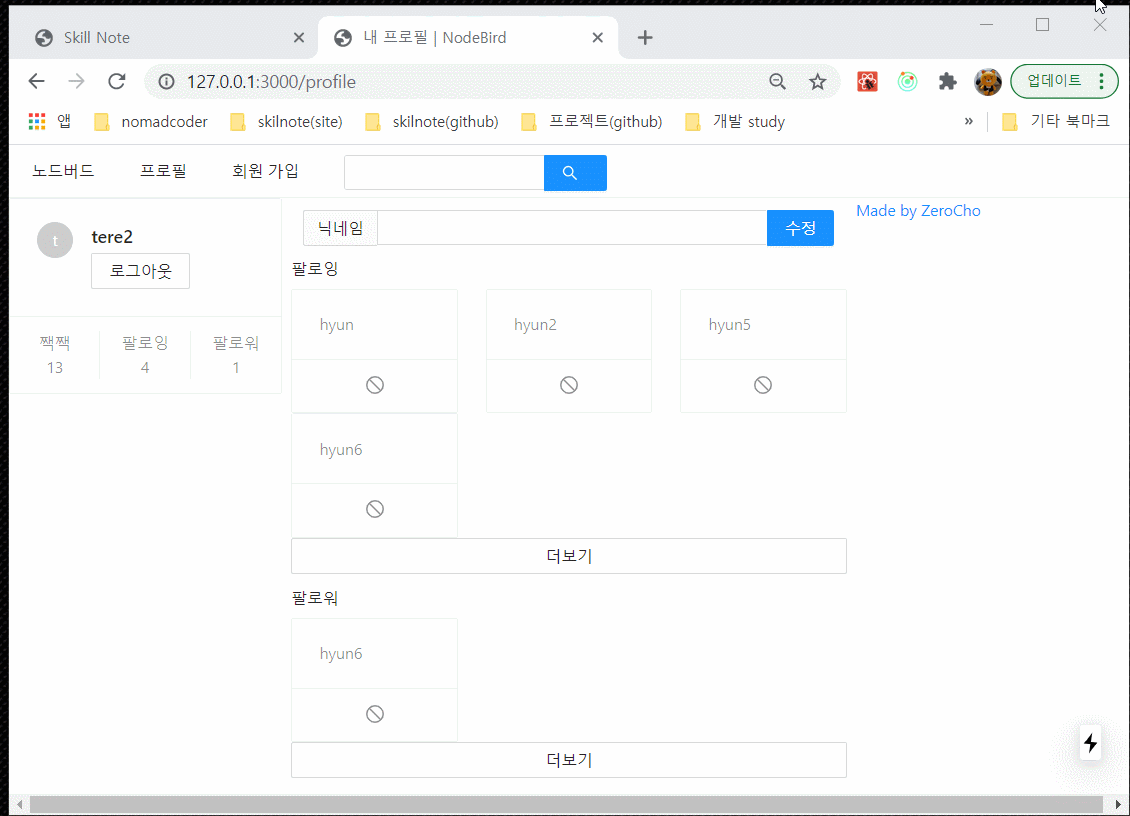 Skill Note
내 프로필 | NodeBird
127.0.0.1:3000/profile
업데이트
앱 nomadcoder skilnote(site) skilnote(github) 프로젝트(github) 개발 study » 기타 북마크
노드버드 프로필 회원 가입
t
tere2
로그아웃
짹짹 팔로잉 팔로워
13 4 1
닉네임 수정
팔로잉
hyun hyun2 hyun5
hyun6
더보기
팔로워
hyun6
더보기
Made by ZeroCho